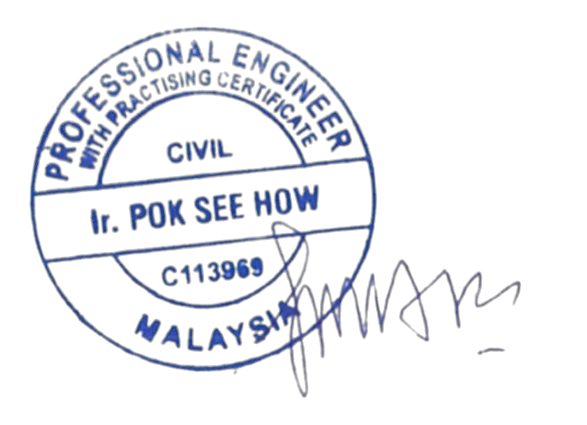 PROFESSIONAL ENGINEER
WITH PRACTISING CERTIFICATE
CIVIL
Ir. POK SEE HOW
C113969
MALAYSIA